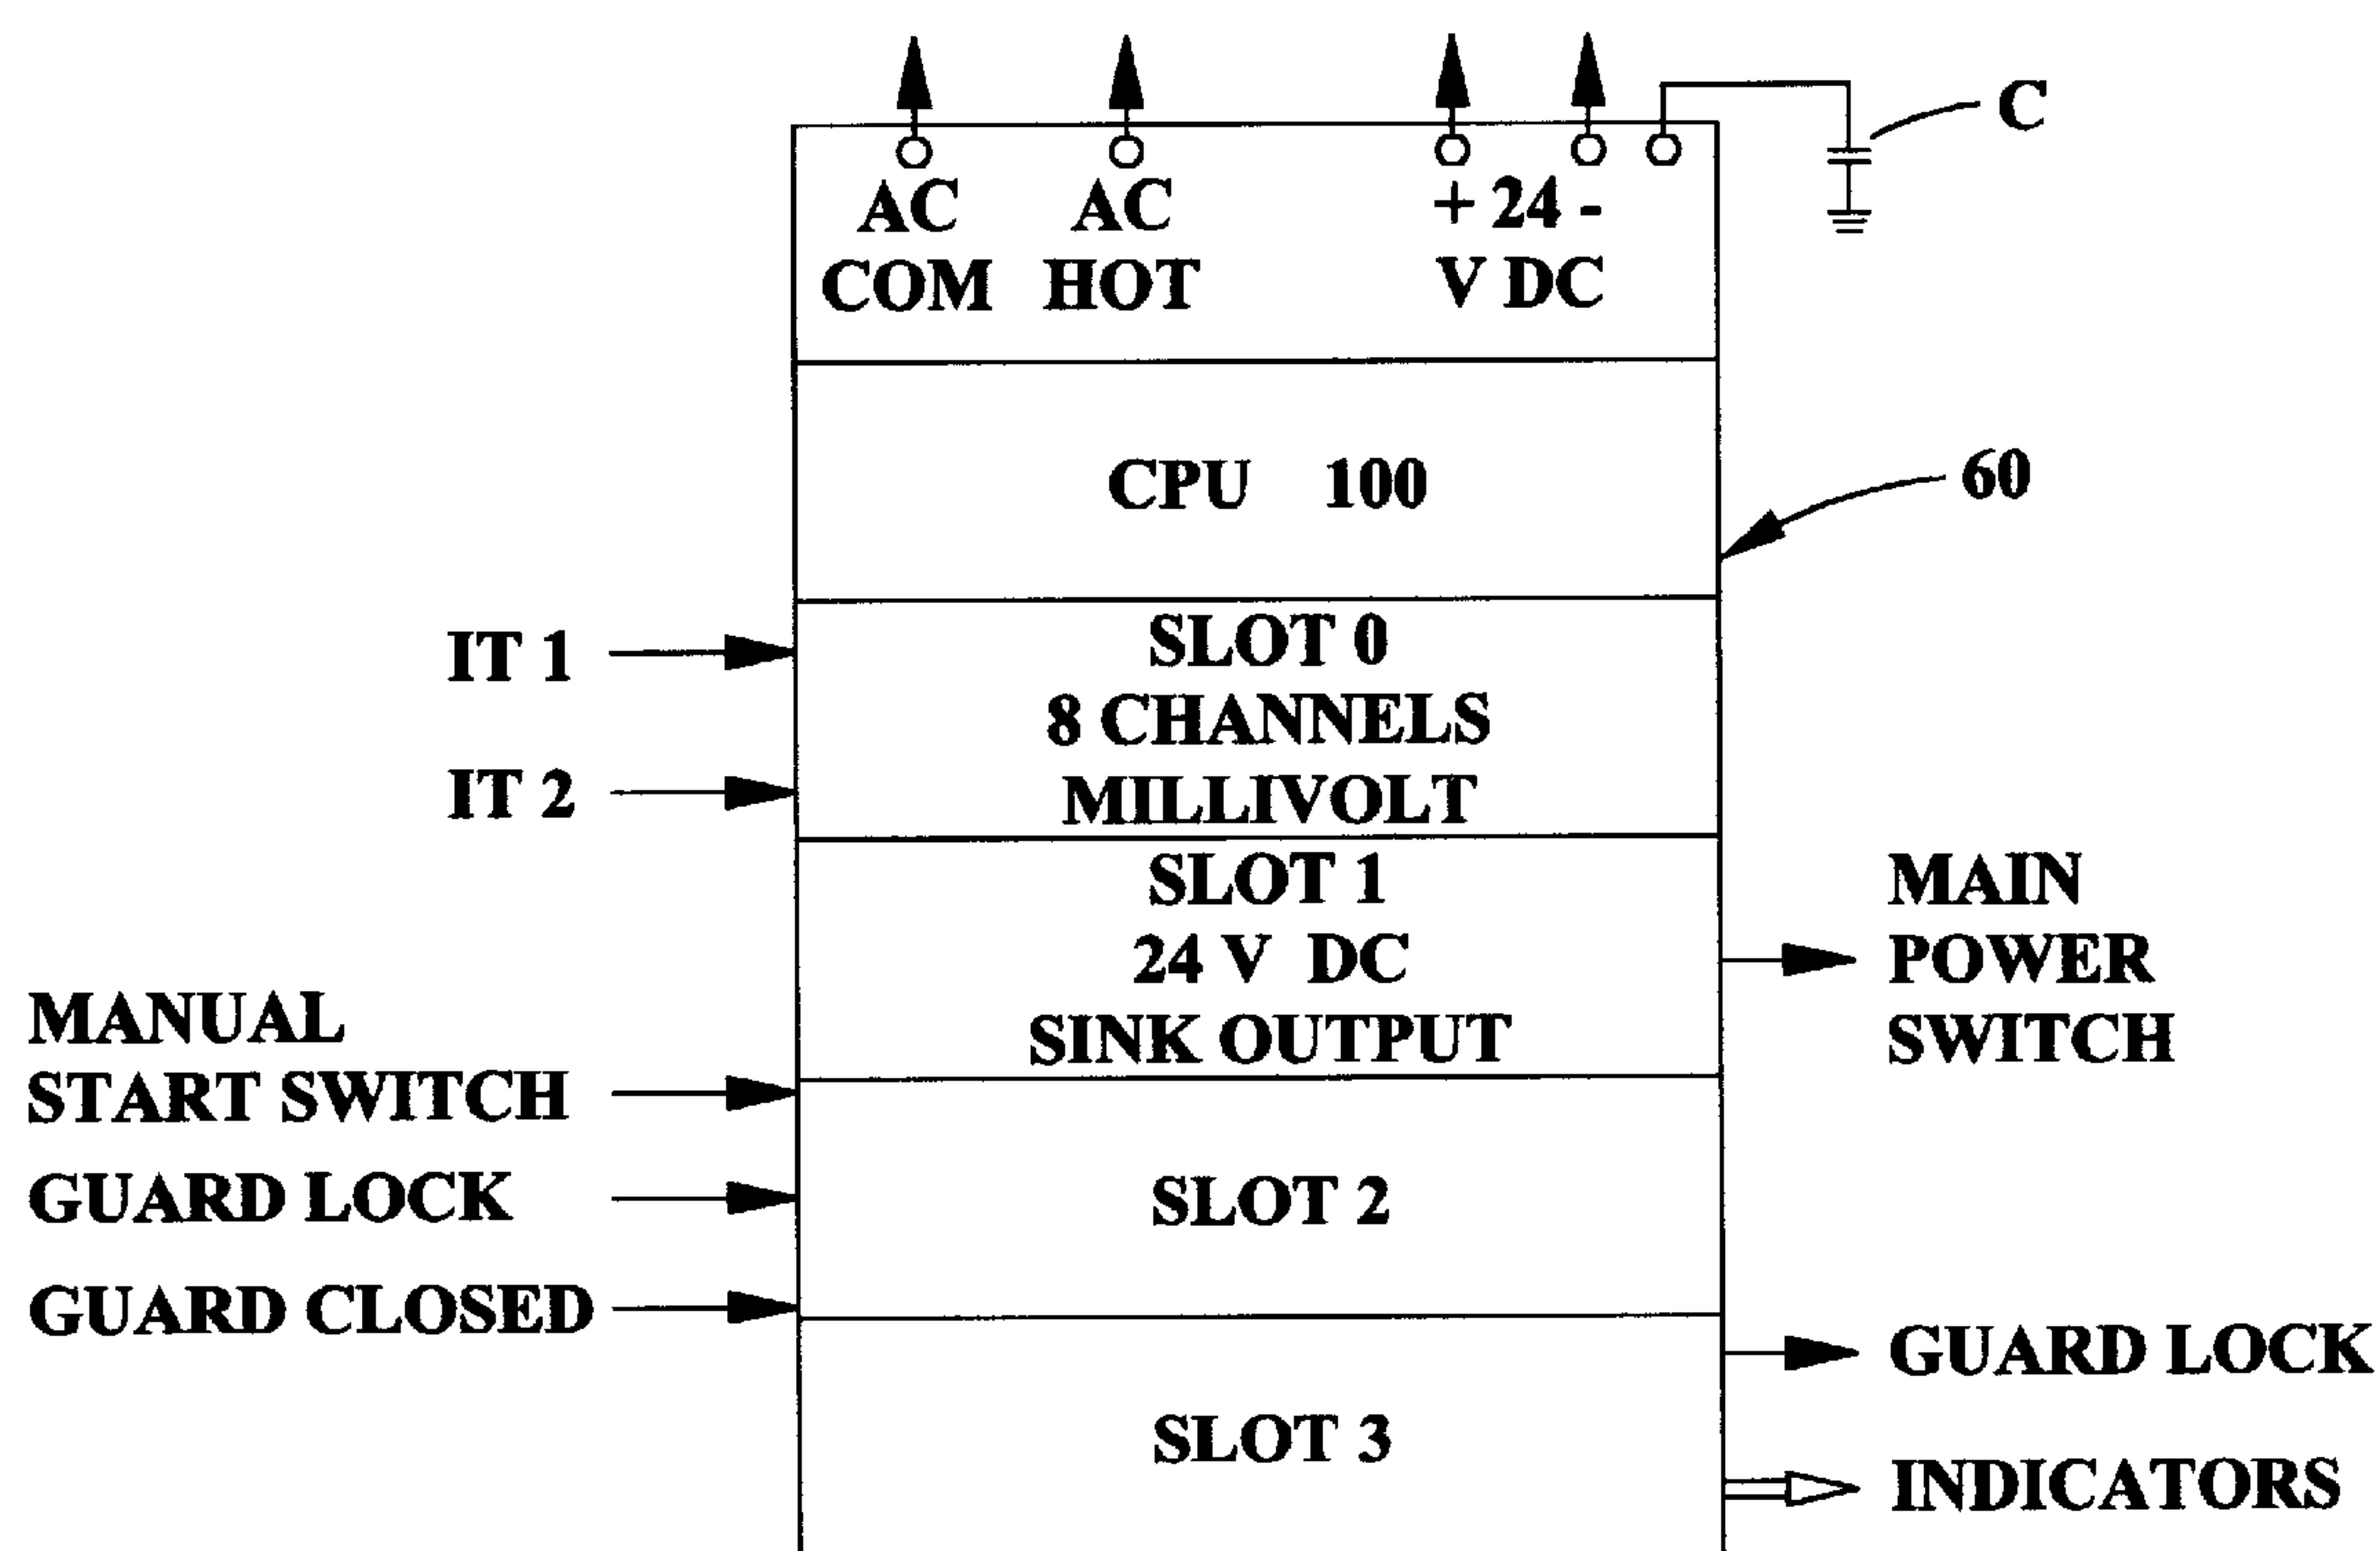 C
AC AC + 24 -
COM HOT V DC
CPU 100
60
IT 1
SLOT 0
8 CHANNELS
IT 2
MILLIVOLT
SLOT 1
24 V DC
SINK OUTPUT
MAIN
POWER
SWITCH
MANUAL
START SWITCH
GUARD LOCK
SLOT 2
GUARD CLOSED
GUARD LOCK
SLOT 3
INDICATORS